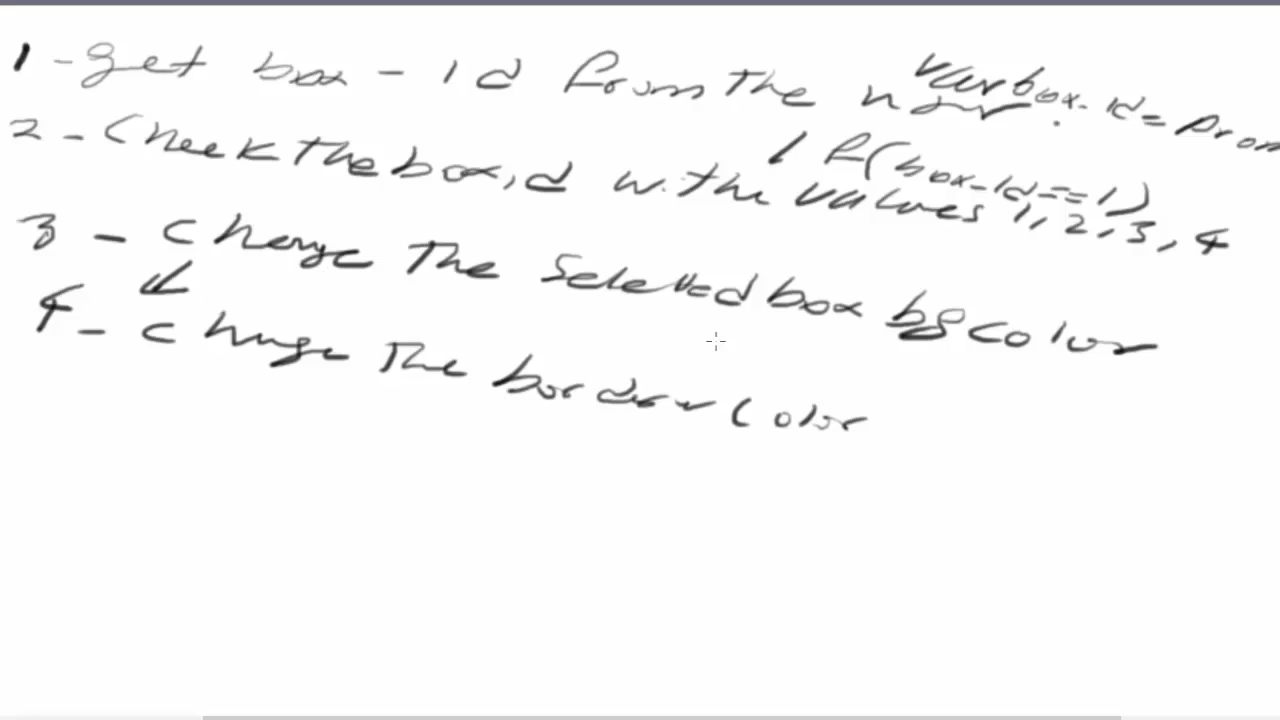 1 - get box - id from the user
var box-id = prom
2 - Check the box, id with the values 1, 2, 3, 4
if(box-id==1)
3 - change the selected box bg color
4 - change the border color